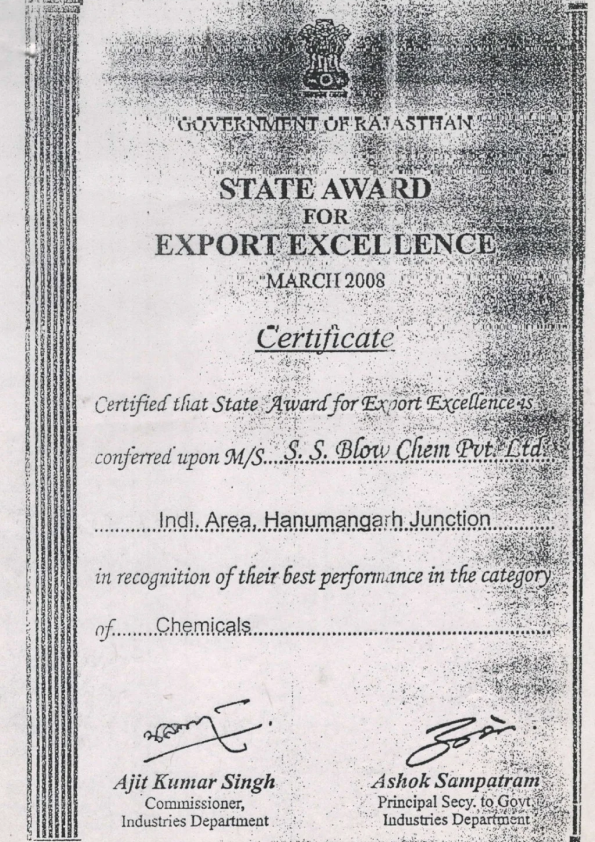 GOVERNMENT OF RAJASTHAN
STATE AWARD
FOR
EXPORT EXCELLENCE
MARCH 2008
Certificate
Certified that State Award for Export Excellence is
conferred upon M/S....S. S. Blow Chem Pvt. Ltd.
Indl. Area, Hanumangarh Junction
in recognition of their best performance in the category
of........Chemicals
Ajit Kumar Singh
Commissioner,
Industries Department
Ashok Sampatram
Principal Secy. to Govt.
Industries Department